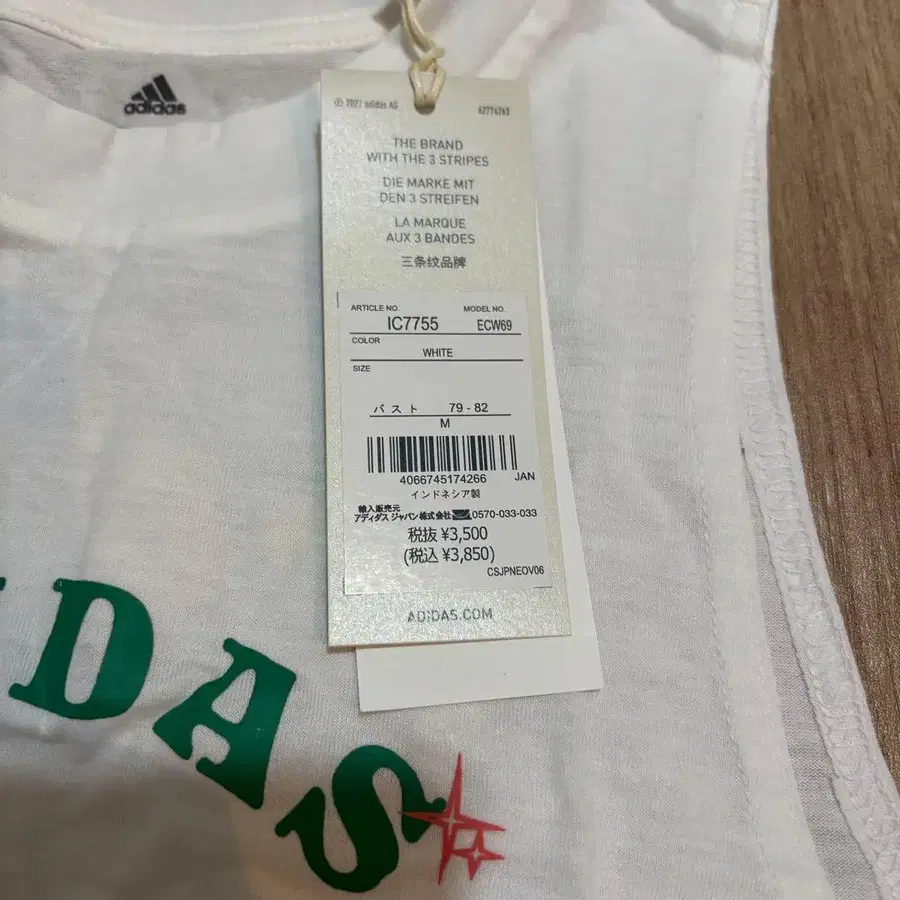 adidas
adidas AG
62774263
THE BRAND
WITH THE 3 STRIPES
DIE MARKE MIT
DEN 3 STREIFEN
LA MARQUE
AUX 3 BANDES
三条纹品牌
ARTICLE NO. MODEL NO.
IC7755 ECW69
COLOR
WHITE
SIZE
バスト 79-82
M
4066745174266 JAN
インドネシア製
輸入販売元
アディダス ジャパン株式会社 0570-033-033
税抜 ¥3,500
(税込 ¥3,850)
CSJPNEOV06
ADIDAS.COM
IDAS